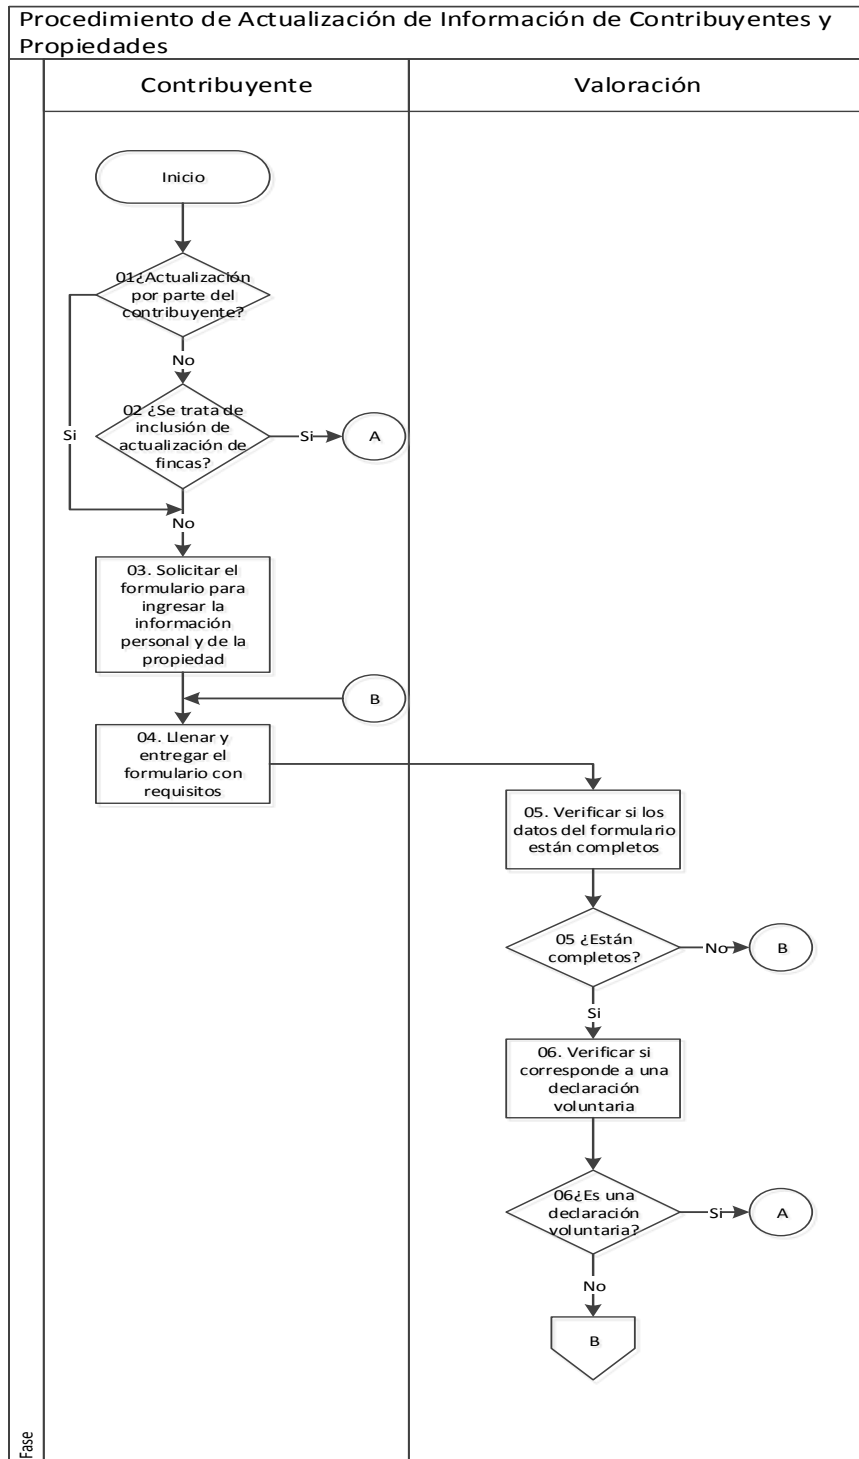 Procedimiento de Actualización de Información de Contribuyentes y
Propiedades
Contribuyente
Valoración
Inicio
01¿Actualización
por parte del
contribuyente?
No
Si
02 ¿Se trata de
inclusión de
actualización de
fincas?
Si
A
No
03. Solicitar el
formulario para
ingresar la
información
personal y de la
propiedad
B
04. Llenar y
entregar el
formulario con
requisitos
05. Verificar si los
datos del formulario
están completos
05 ¿Están
completos?
No
B
Si
06. Verificar si
corresponde a una
declaración
voluntaria
06¿Es una
declaración
voluntaria?
Si
A
No
B
Fase